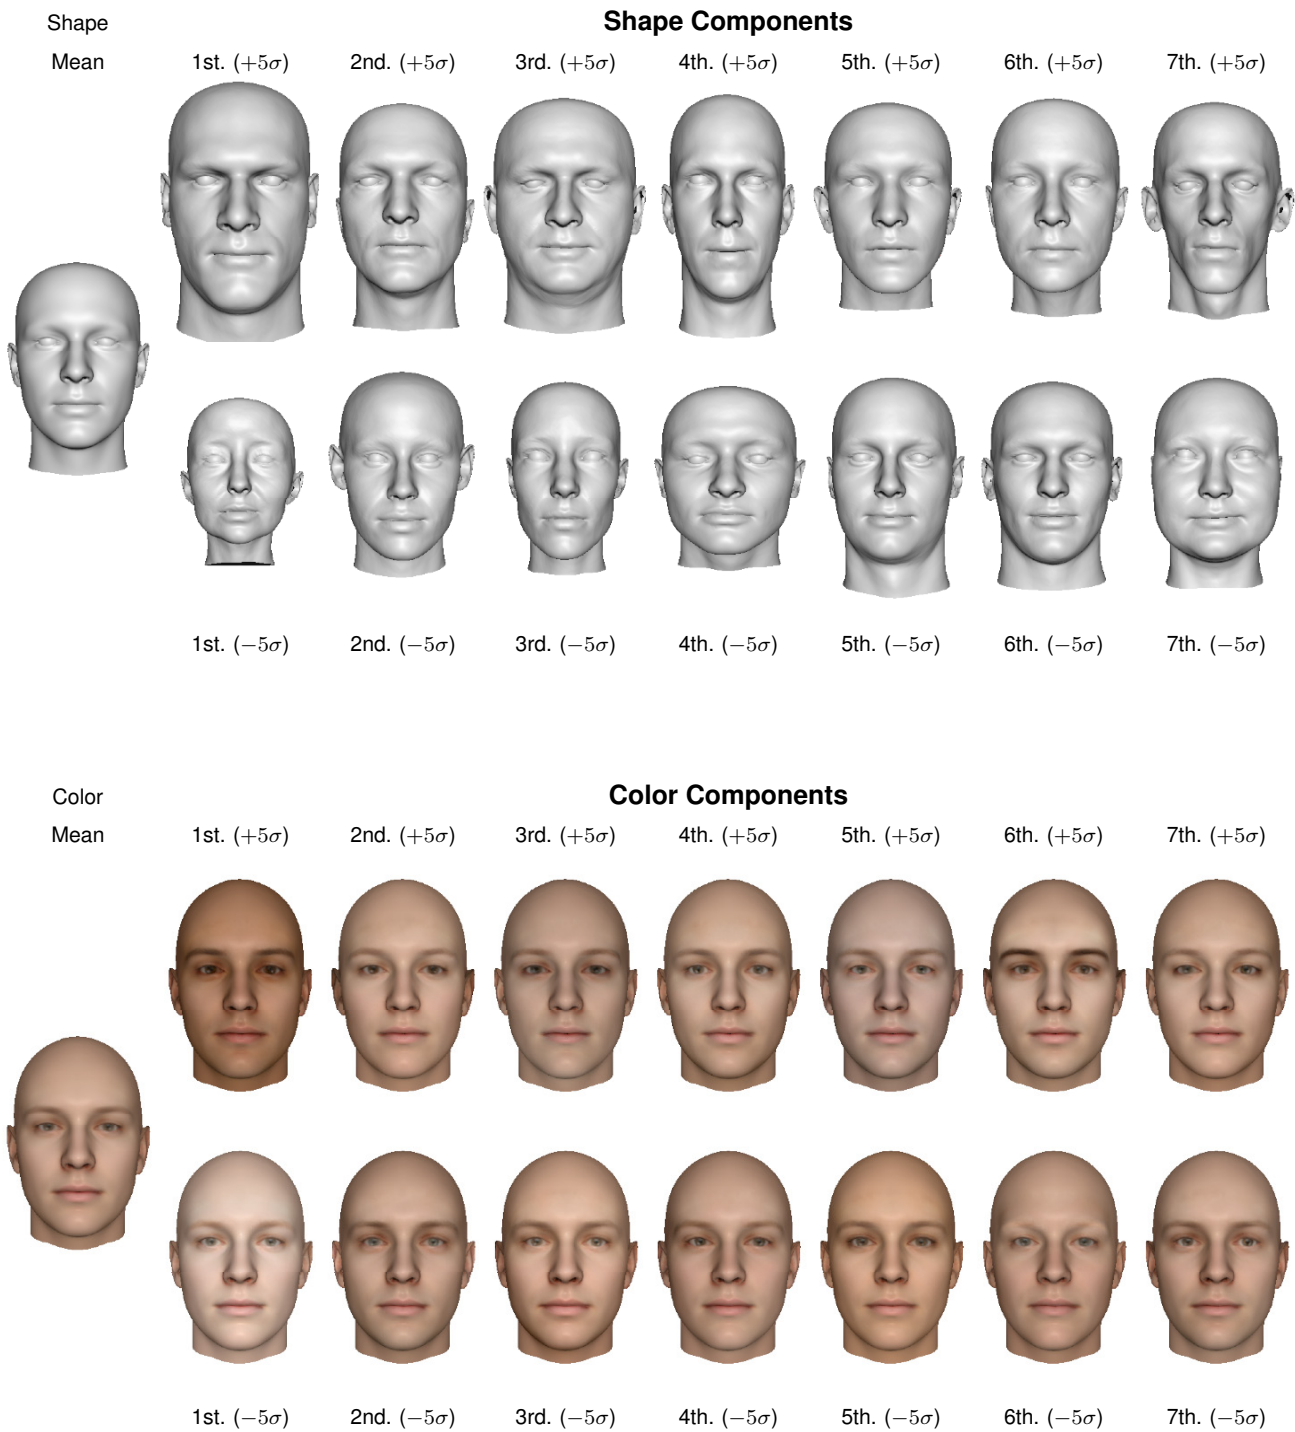 Shape
Shape Components
Mean 1st. (+5σ) 2nd. (+5σ) 3rd. (+5σ) 4th. (+5σ) 5th. (+5σ) 6th. (+5σ) 7th. (+5σ)
1st. (−5σ) 2nd. (−5σ) 3rd. (−5σ) 4th. (−5σ) 5th. (−5σ) 6th. (−5σ) 7th. (−5σ)
Color
Color Components
Mean 1st. (+5σ) 2nd. (+5σ) 3rd. (+5σ) 4th. (+5σ) 5th. (+5σ) 6th. (+5σ) 7th. (+5σ)
1st. (−5σ) 2nd. (−5σ) 3rd. (−5σ) 4th. (−5σ) 5th. (−5σ) 6th. (−5σ) 7th. (−5σ)